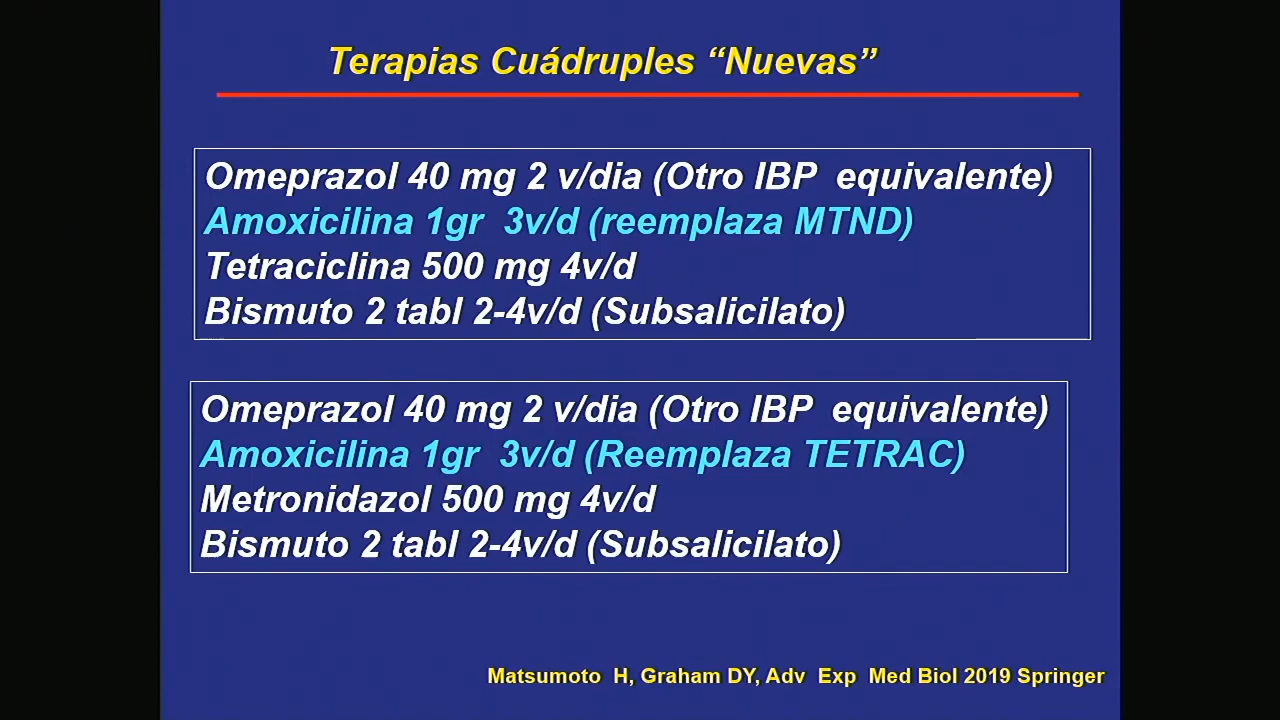 Terapias Cuádruples “Nuevas”
Omeprazol 40 mg 2 v/dia (Otro IBP equivalente)
Amoxicilina 1gr 3v/d (reemplaza MTND)
Tetraciclina 500 mg 4v/d
Bismuto 2 tabl 2-4v/d (Subsalicilato)
Omeprazol 40 mg 2 v/dia (Otro IBP equivalente)
Amoxicilina 1gr 3v/d (Reemplaza TETRAC)
Metronidazol 500 mg 4v/d
Bismuto 2 tabl 2-4v/d (Subsalicilato)
Matsumoto H, Graham DY, Adv Exp Med Biol 2019 Springer